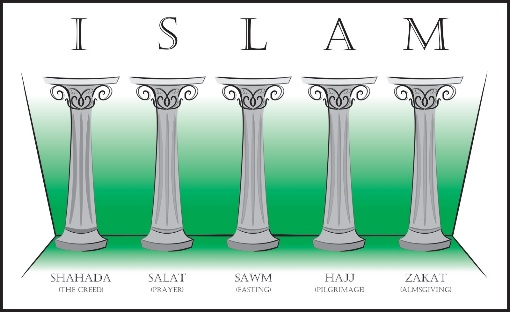 I S L A M
SHAHADA SALAT SAWM HAJJ ZAKAT
(THE CREED) (PRAYER) (FASTING) (PILGRIMAGE) (ALMSGIVING)